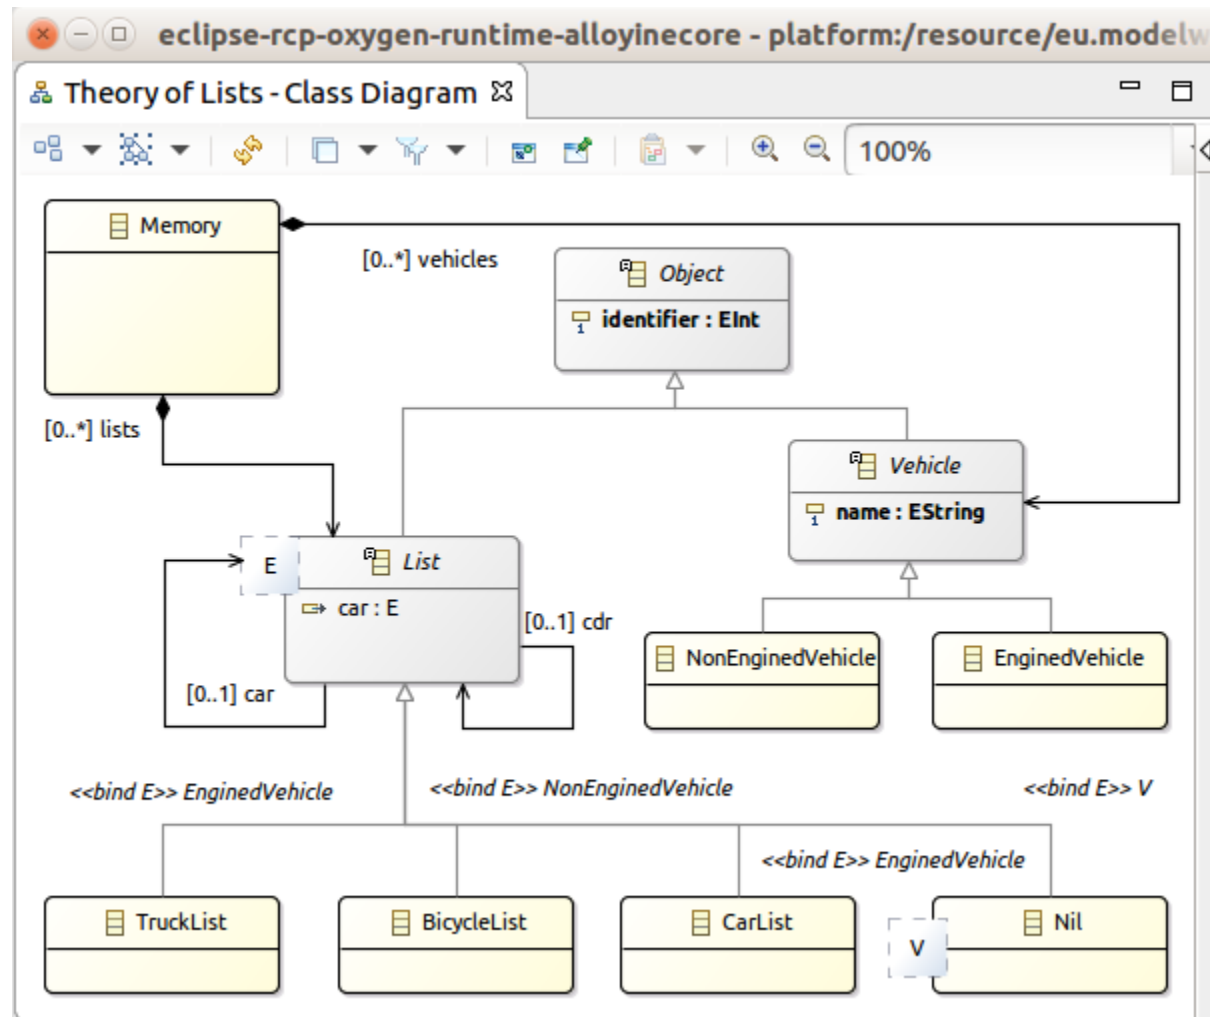 eclipse-rcp-oxygen-runtime-alloyinecore - platform:/resource/eu.modelw
Theory of Lists - Class Diagram
100%
Memory
[0..*] vehicles
Object
identifier : EInt
[0..*] lists
Vehicle
name : EString
E
List
car : E
[0..1] cdr
NonEnginedVehicle
EnginedVehicle
[0..1] car
<<bind E>> EnginedVehicle
<<bind E>> NonEnginedVehicle
<<bind E>> V
<<bind E>> EnginedVehicle
TruckList
BicycleList
CarList
Nil
V